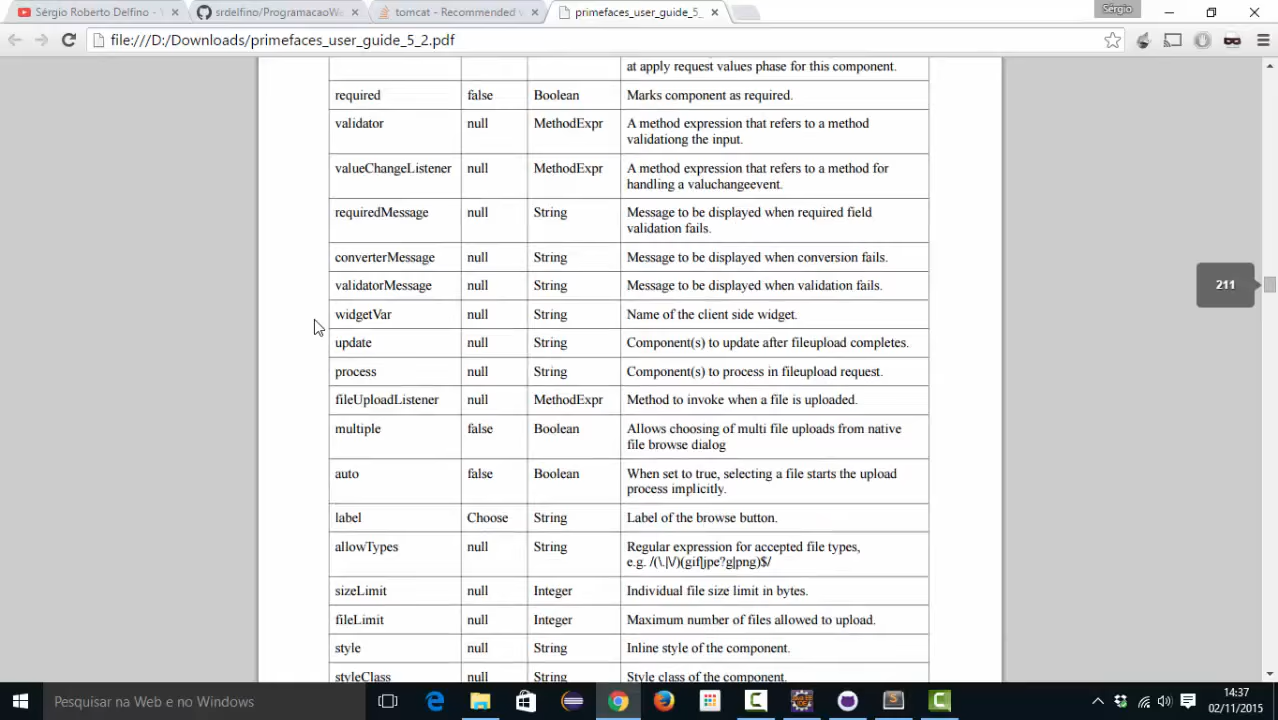 Sérgio Roberto Delfino -
srdelfino/ProgramacaoWe
tomcat - Recommended w
primefaces_user_guide_5_
Sérgio
file:///D:/Downloads/primefaces_user_guide_5_2.pdf
at apply request values phase for this component.
required false Boolean Marks component as required.
validator null MethodExpr A method expression that refers to a method
validationg the input.
valueChangeListener null MethodExpr A method expression that refers to a method for
handling a valuchangeevent.
requiredMessage null String Message to be displayed when required field
validation fails.
converterMessage null String Message to be displayed when conversion fails.
validatorMessage null String Message to be displayed when validation fails.
widgetVar null String Name of the client side widget.
update null String Component(s) to update after fileupload completes.
process null String Component(s) to process in fileupload request.
fileUploadListener null MethodExpr Method to invoke when a file is uploaded.
multiple false Boolean Allows choosing of multi file uploads from native
file browse dialog
auto false Boolean When set to true, selecting a file starts the upload
process implicitly.
label Choose String Label of the browse button.
allowTypes null String Regular expression for accepted file types,
e.g. /(\.|\/)(gif|jpe?g|png)$/
sizeLimit null Integer Individual file size limit in bytes.
fileLimit null Integer Maximum number of files allowed to upload.
style null String Inline style of the component.
styleClass null String Style class of the component.
211
Pesquisar na Web e no Windows
14:37
02/11/2015